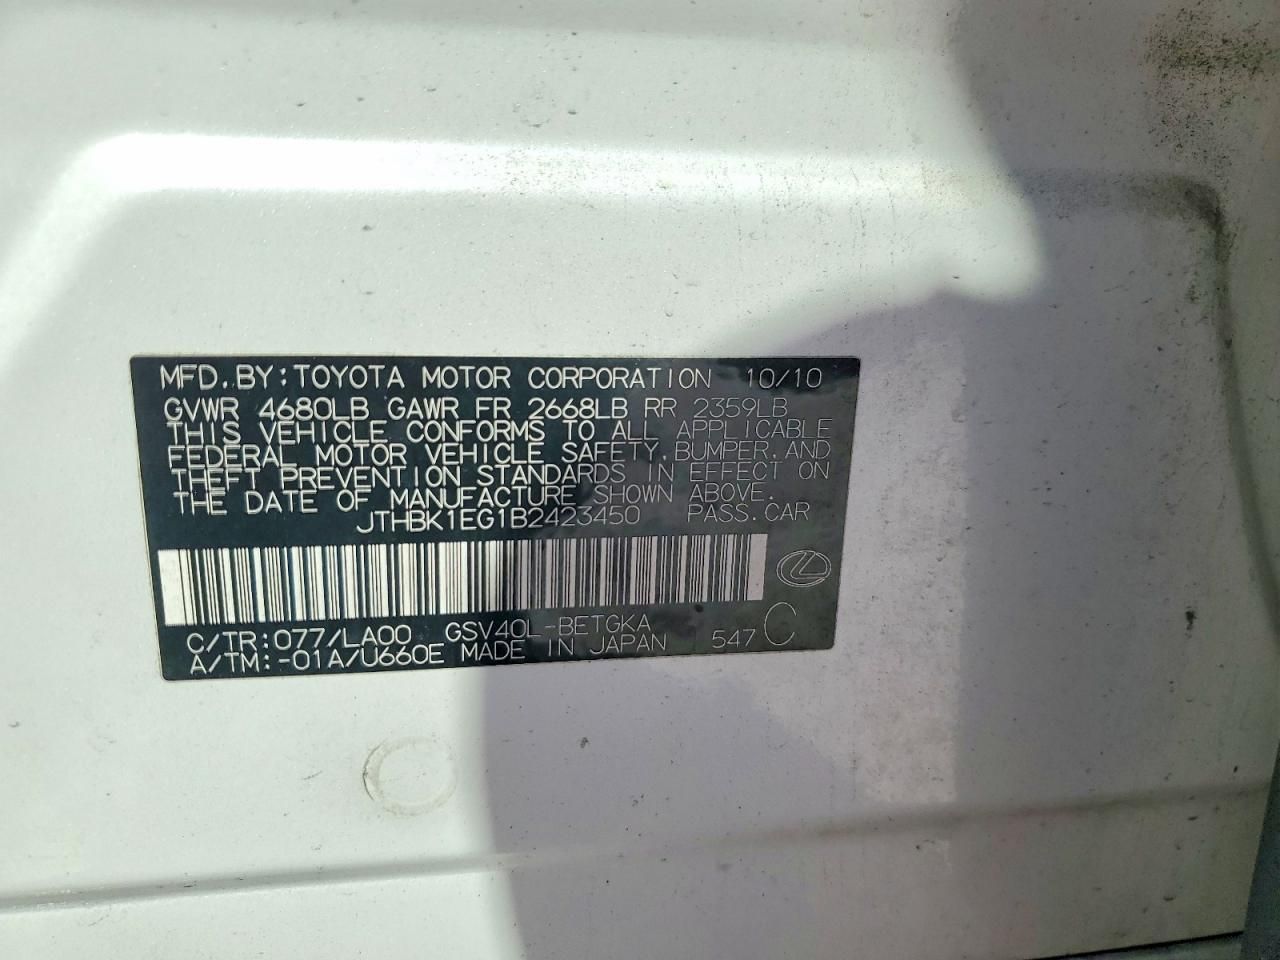 MFD. BY: TOYOTA MOTOR CORPORATION 10/10
GVWR 4680LB GAWR FR 2668LB RR 2359LB
THIS VEHICLE CONFORMS TO ALL APPLICABLE
FEDERAL MOTOR VEHICLE SAFETY, BUMPER, AND
THEFT PREVENTION STANDARDS IN EFFECT ON
THE DATE OF MANUFACTURE SHOWN ABOVE.
JTHBK1EG1B2423450 PASS. CAR
C/TR: 077/LA00 GSV40L-BETGKA
A/TM: -01A/U660E MADE IN JAPAN 547 C